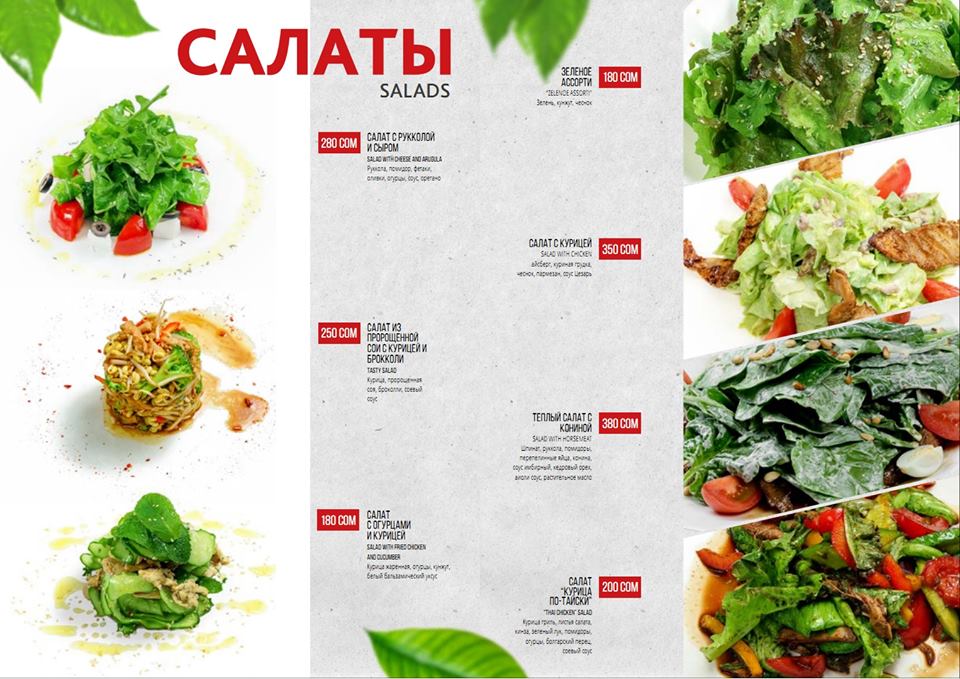 САЛАТЫ
SALADS
280 СОМ
САЛАТ С РУККОЛОЙ
И СЫРОМ
SALAD WITH CHEESE AND ARUGULA
Руккола, помидор, фетаки,
оливки, огурцы, соус, орегано
250 СОМ
САЛАТ ИЗ
ПРОРОЩЕННОЙ
СОИ С КУРИЦЕЙ И
БРОККОЛИ
TASTY SALAD
Курица, пророщенная
соя, броколли, соевый
соус
180 СОМ
САЛАТ
С ОГУРЦАМИ
И КУРИЦЕЙ
SALAD WITH FRIED CHICKEN
AND CUCUMBER
Курица жаренная, огурцы, кунжут,
белый бальзамический уксус
ЗЕЛЕНОЕ
АССОРТИ
180 СОМ
"ZELENOE ASSORTI"
Зелень, кунжут, чеснок
САЛАТ С КУРИЦЕЙ
350 СОМ
SALAD WITH CHICKEN
айсберг, куриная грудка,
чеснок, пармезан, соус Цезарь
ТЕПЛЫЙ САЛАТ С
КОНИНОЙ
380 СОМ
SALAD WITH HORSEMEAT
Шпинат, руккола, помидоры,
перепелиные яйца, конина,
соус имбирный, кедровый орех,
айоли соус, растительное масло
САЛАТ
"КУРИЦА
ПО-ТАЙСКИ"
200 СОМ
"THAI CHICKEN" SALAD
Курица гриль, листья салата,
кинза, зеленый лук, помидоры,
огурцы, болгарский перец,
соевый соус